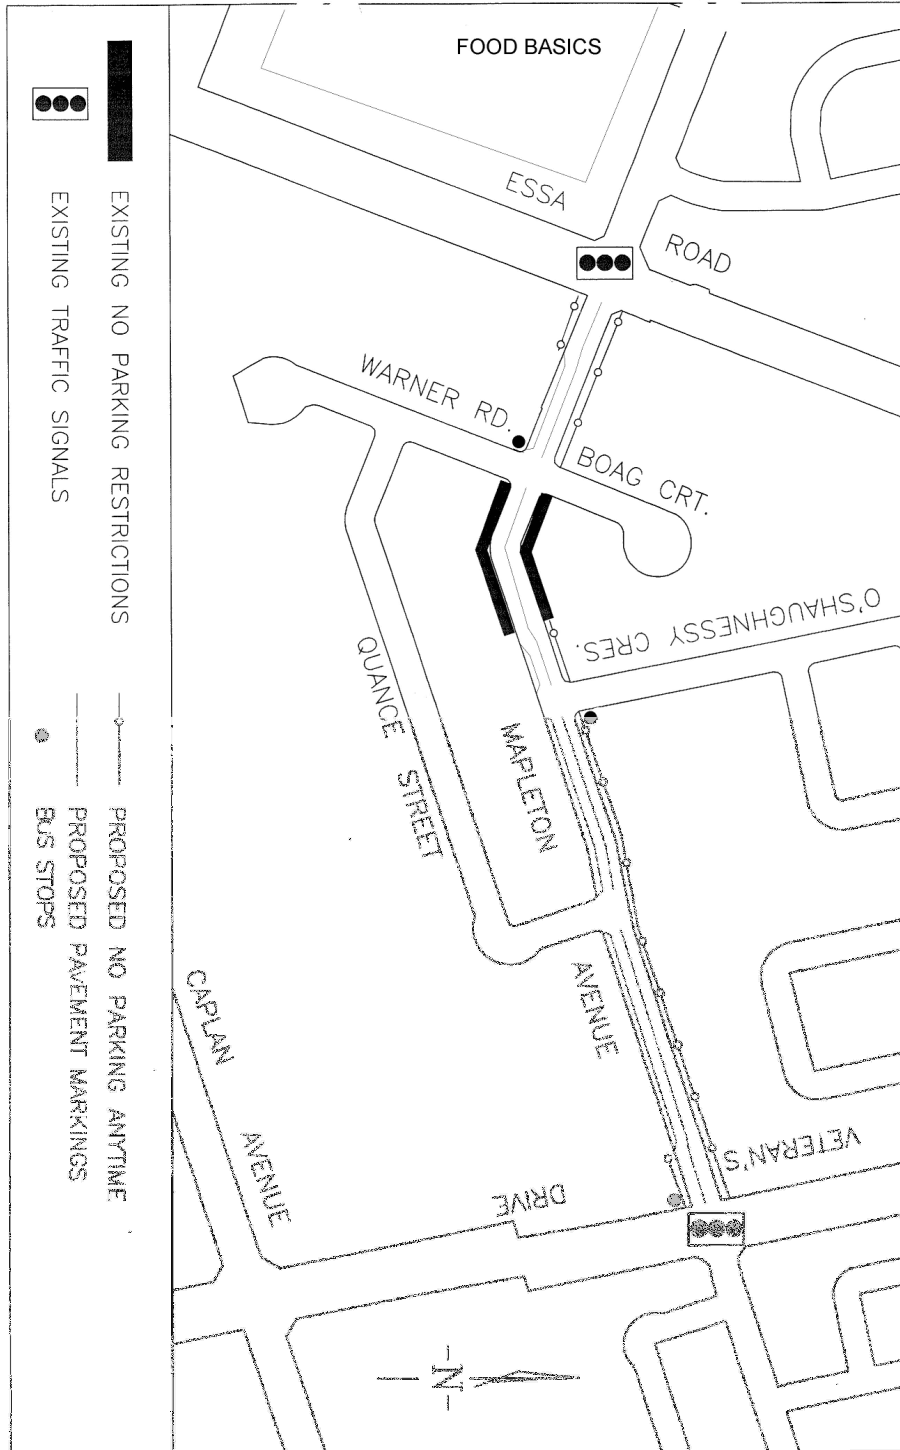 FOOD BASICS
ESSA
ROAD
WARNER RD.
BOAG CRT.
O'SHAUGHNESSY CRES.
QUANCE
STREET
MAPLETON
AVENUE
CAPLAN
AVENUE
VETERAN'S
DRIVE
N
EXISTING NO PARKING RESTRICTIONS
EXISTING TRAFFIC SIGNALS
PROPOSED NO PARKING ANYTIME
PROPOSED PAVEMENT MARKINGS
BUS STOPS